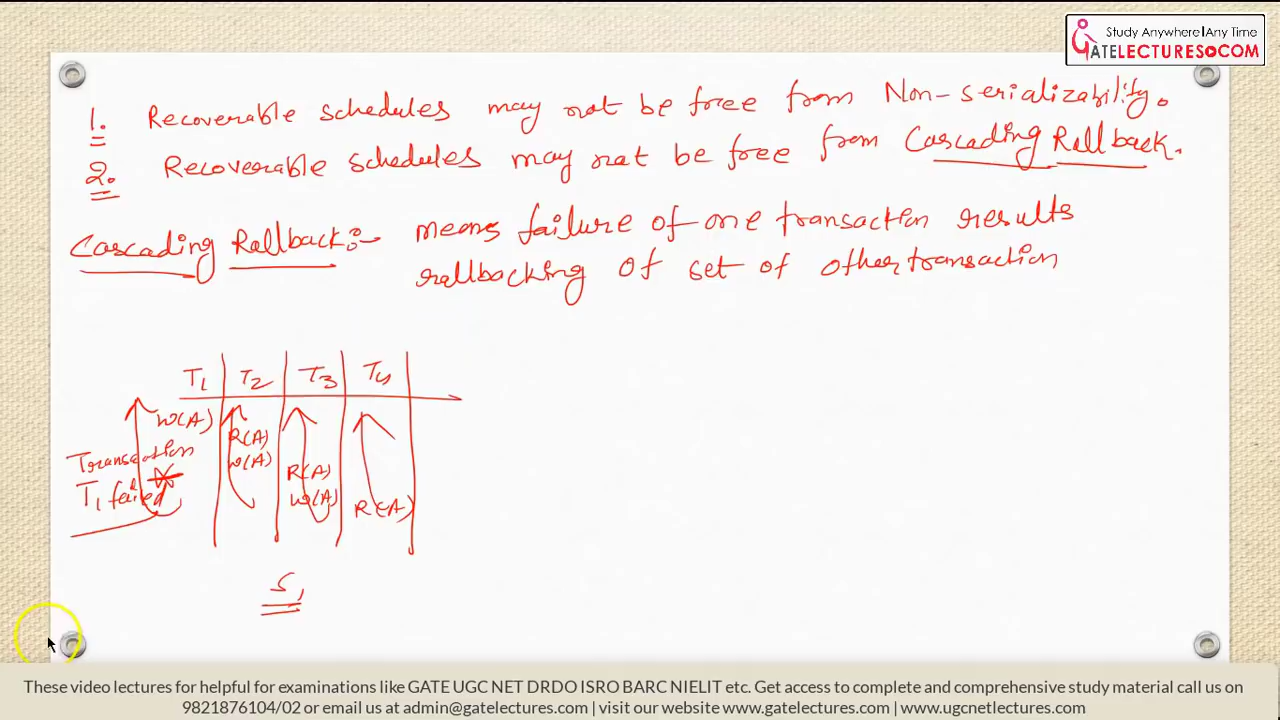 Study Anywhere|Any Time
GATELECTURES.COM
1. Recoverable schedules may not be free from Non-serializability.
2. Recoverable schedules may not be free from Cascading Rollback.
Cascading Rollback:- means failure of one transaction results
rollbacking of set of other transaction
T1 T2 T3 T4
W(A)
R(A)
Transaction
W(A)
R(A)
T1 failed
W(A)
R(A)
S1
These video lectures for helpful for examinations like GATE UGC NET DRDO ISRO BARC NIELIT etc. Get access to complete and comprehensive study material call us on
9821876104/02 or email us at admin@gatelectures.com | visit our website www.gatelectures.com | www.ugcnetlectures.com